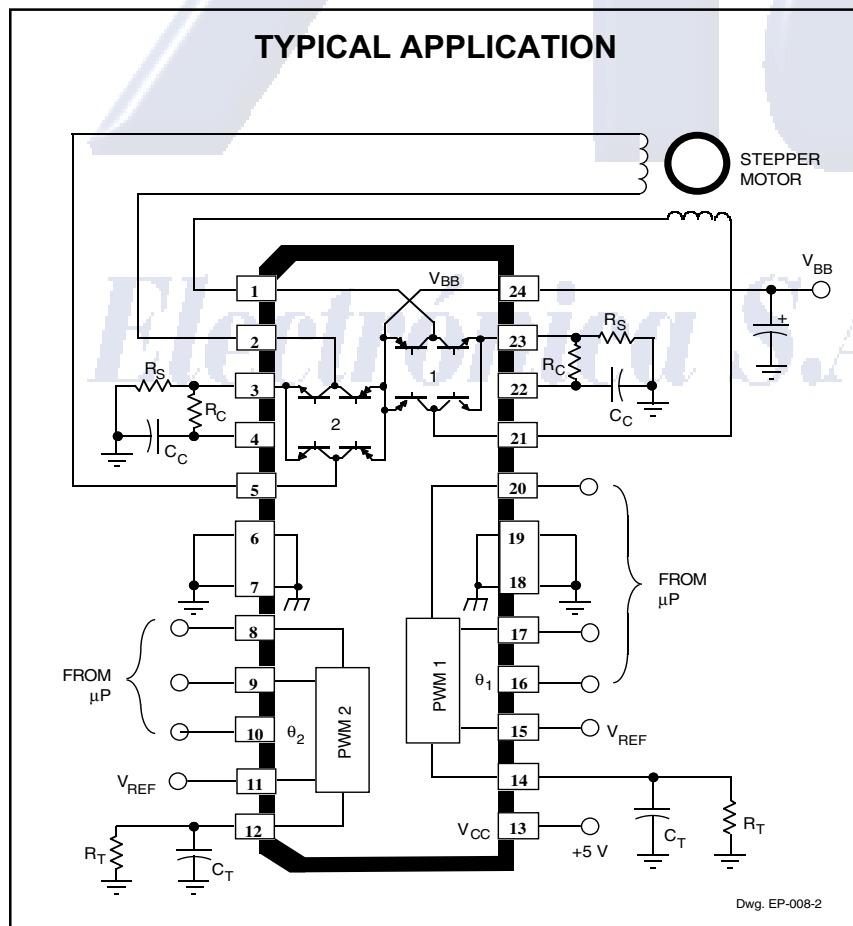 TYPICAL APPLICATION
STEPPER
MOTOR
V_BB
1
V_BB
24
Electrónica S.A
2
23
R_S
+
R_S
3
1
R_C
22
R_C
2
C_C
4
C_C
21
5
20
6
19
FROM
µP
7
18
8
17
FROM
µP
9
PWM 2
PWM 1
θ_1
16
10
θ_2
15
V_REF
V_REF
11
14
12
V_CC
13
+5 V
R_T
C_T
C_T
R_T
Dwg. EP-008-2